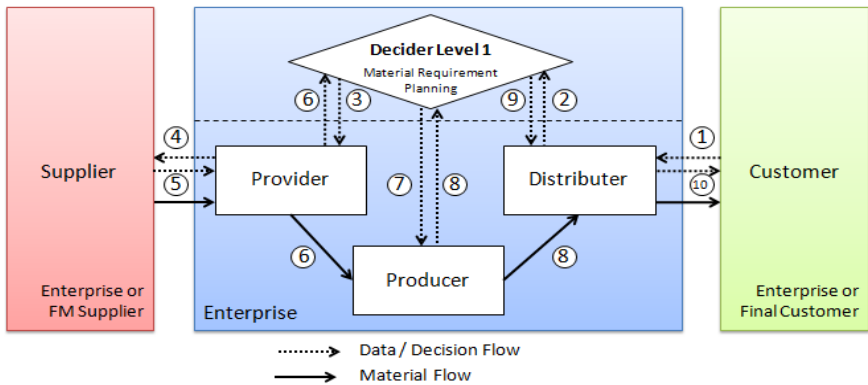 Decider Level 1
Material Requirement
Planning
6
3
9
2
4
1
Supplier
Provider
Distributer
Customer
5
7
8
10
6
8
Producer
Enterprise or
FM Supplier
Enterprise
Enterprise or
Final Customer
Data / Decision Flow
Material Flow